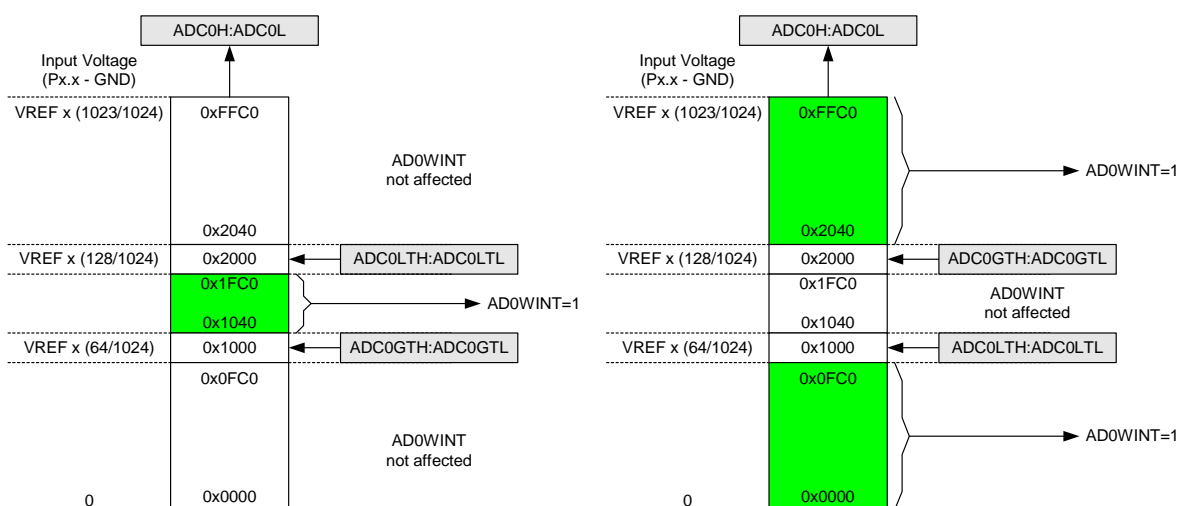 ADC0H:ADC0L
Input Voltage
(Px.x - GND)
VREF x (1023/1024)
0xFFC0
AD0WINT
not affected
0x2040
VREF x (128/1024)
0x2000
ADC0LTH:ADC0LTL
0x1FC0
AD0WINT=1
0x1040
VREF x (64/1024)
0x1000
ADC0GTH:ADC0GTL
0x0FC0
AD0WINT
not affected
0
0x0000
ADC0H:ADC0L
Input Voltage
(Px.x - GND)
VREF x (1023/1024)
0xFFC0
AD0WINT=1
0x2040
VREF x (128/1024)
0x2000
ADC0GTH:ADC0GTL
0x1FC0
AD0WINT
not affected
0x1040
VREF x (64/1024)
0x1000
ADC0LTH:ADC0LTL
0x0FC0
AD0WINT=1
0
0x0000